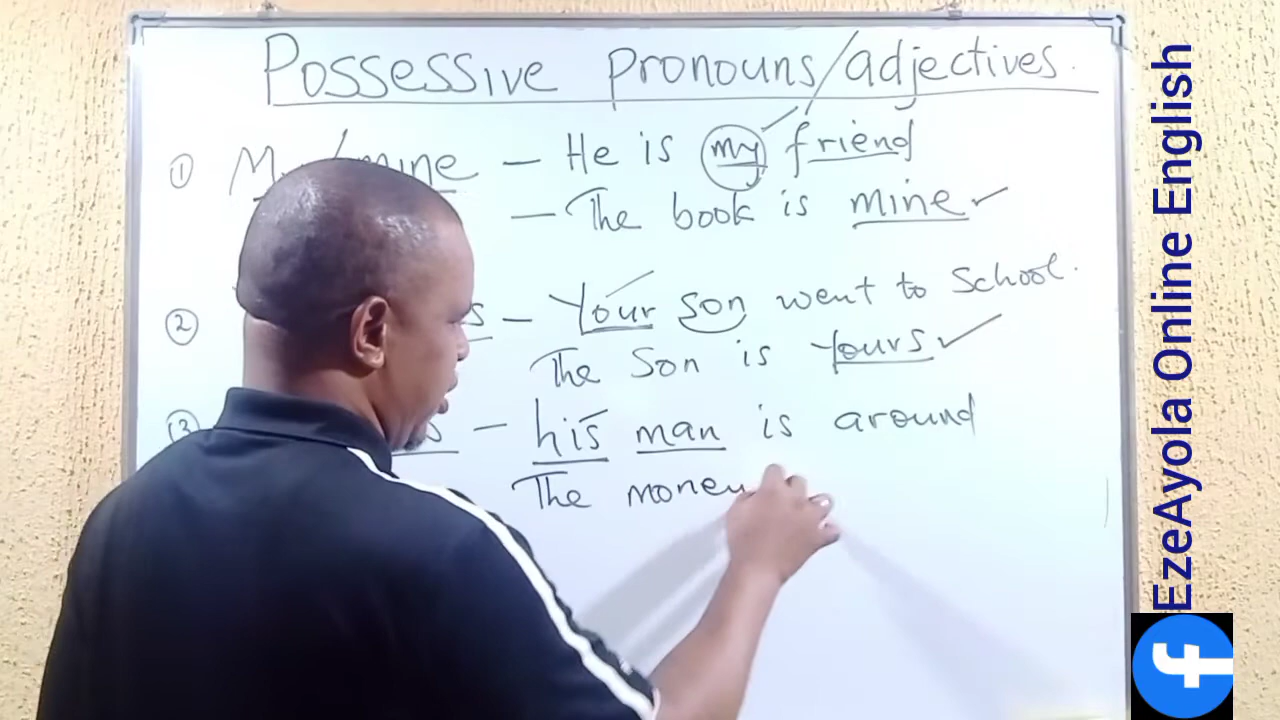 Possessive pronouns/adjectives.
① My/mine — He is my friend
— The book is mine
② s — Your son went to School.
The Son is yours
③ s — his man is around
The money
EzeAyola Online English